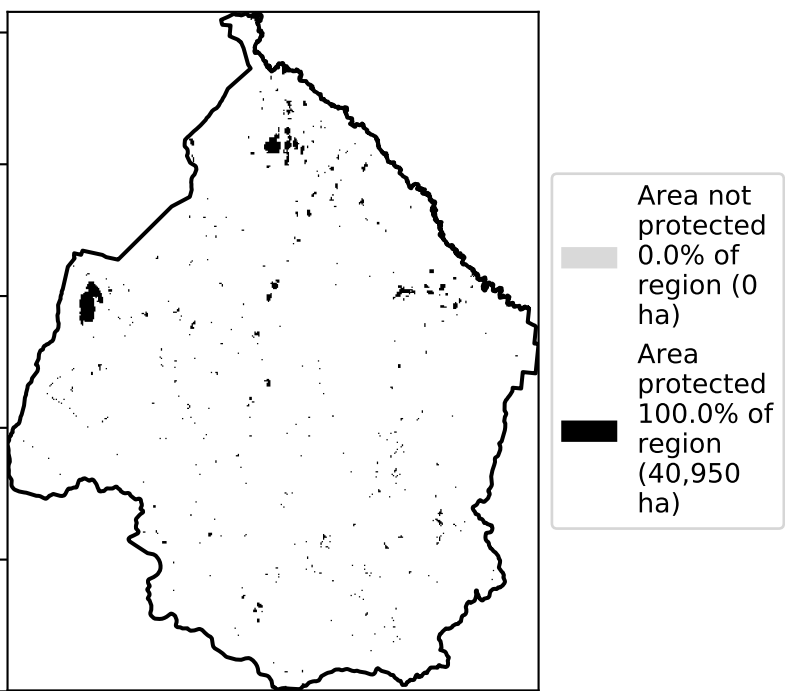 Area not
protected
0.0% of
region (0
ha)
Area
protected
100.0% of
region
(40,950
ha)